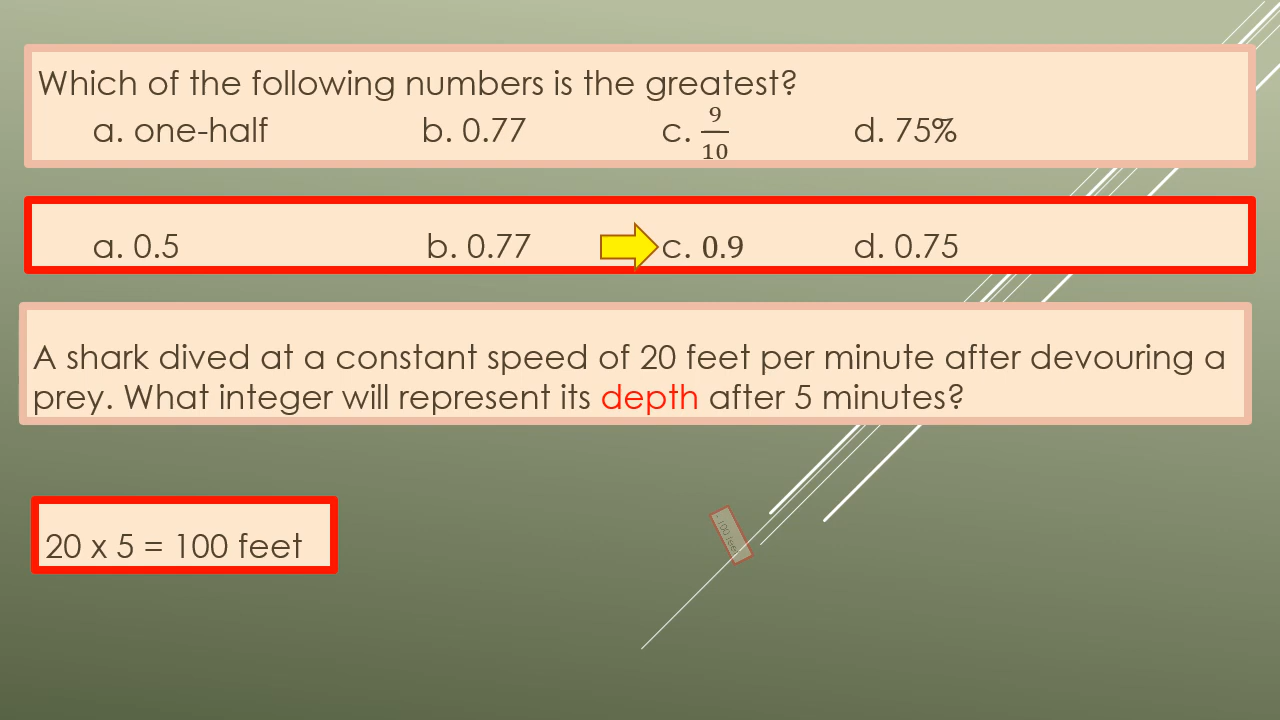 Which of the following numbers is the greatest?
a. one-half b. 0.77 c. 9/10 d. 75%
a. 0.5 b. 0.77 c. 0.9 d. 0.75
A shark dived at a constant speed of 20 feet per minute after devouring a
prey. What integer will represent its depth after 5 minutes?
20 x 5 = 100 feet
- 100 feet